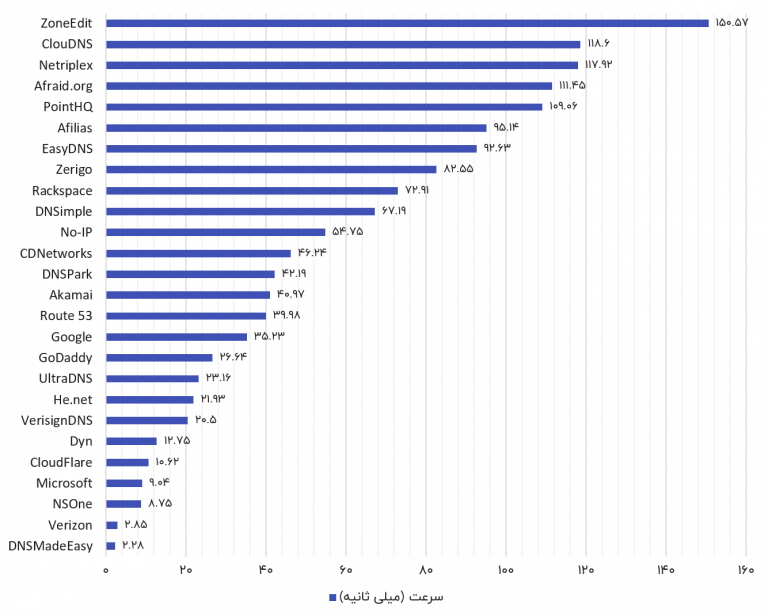 ZoneEdit ۱۵۰.۵۷
ClouDNS ۱۱۸.۶
Netriplex ۱۱۷.۹۲
Afraid.org ۱۱۱.۴۵
PointHQ ۱۰۹.۰۶
Afilias ۹۵.۱۴
EasyDNS ۹۲.۶۳
Zerigo ۸۲.۵۵
Rackspace ۷۲.۹۱
DNSimple ۶۷.۱۹
No-IP ۵۴.۷۵
CDNetworks ۴۶.۲۴
DNSPark ۴۲.۱۹
Akamai ۴۰.۹۷
Route 53 ۳۹.۹۸
Google ۳۵.۲۳
GoDaddy ۲۶.۶۴
UltraDNS ۲۳.۱۶
He.net ۲۱.۹۳
VerisignDNS ۲۰.۵
Dyn ۱۲.۷۵
CloudFlare ۱۰.۶۲
Microsoft ۹.۰۴
NSOne ۸.۷۵
Verizon ۲.۸۵
DNSMadeEasy ۲.۲۸
۰ ۲۰ ۴۰ ۶۰ ۸۰ ۱۰۰ ۱۲۰ ۱۴۰ ۱۶۰
سرعت (میلی ثانیه)